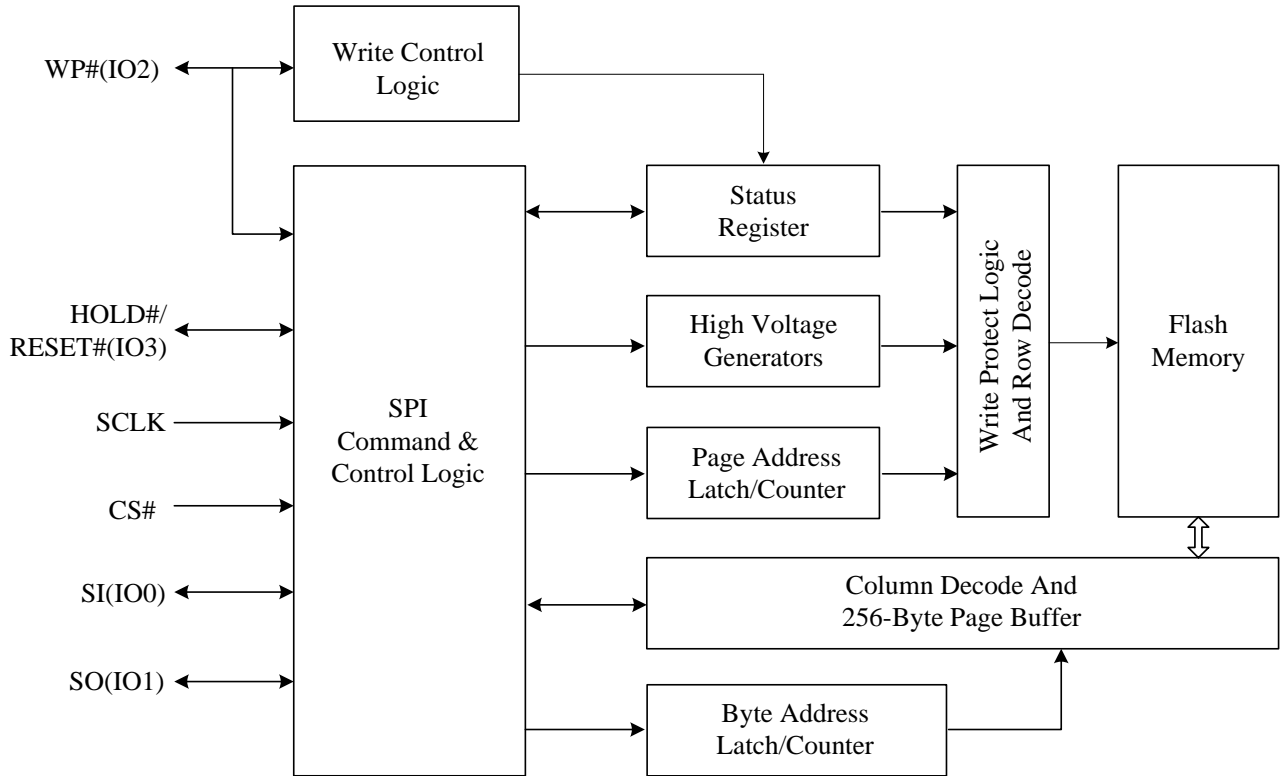 WP#(IO2)
Write Control
Logic
Status
Register
HOLD#/
RESET#(IO3)
High Voltage
Generators
Write Protect Logic
And Row Decode
Flash
Memory
SCLK
SPI
Command &
Control Logic
Page Address
Latch/Counter
CS#
SI(IO0)
Column Decode And
256-Byte Page Buffer
SO(IO1)
Byte Address
Latch/Counter